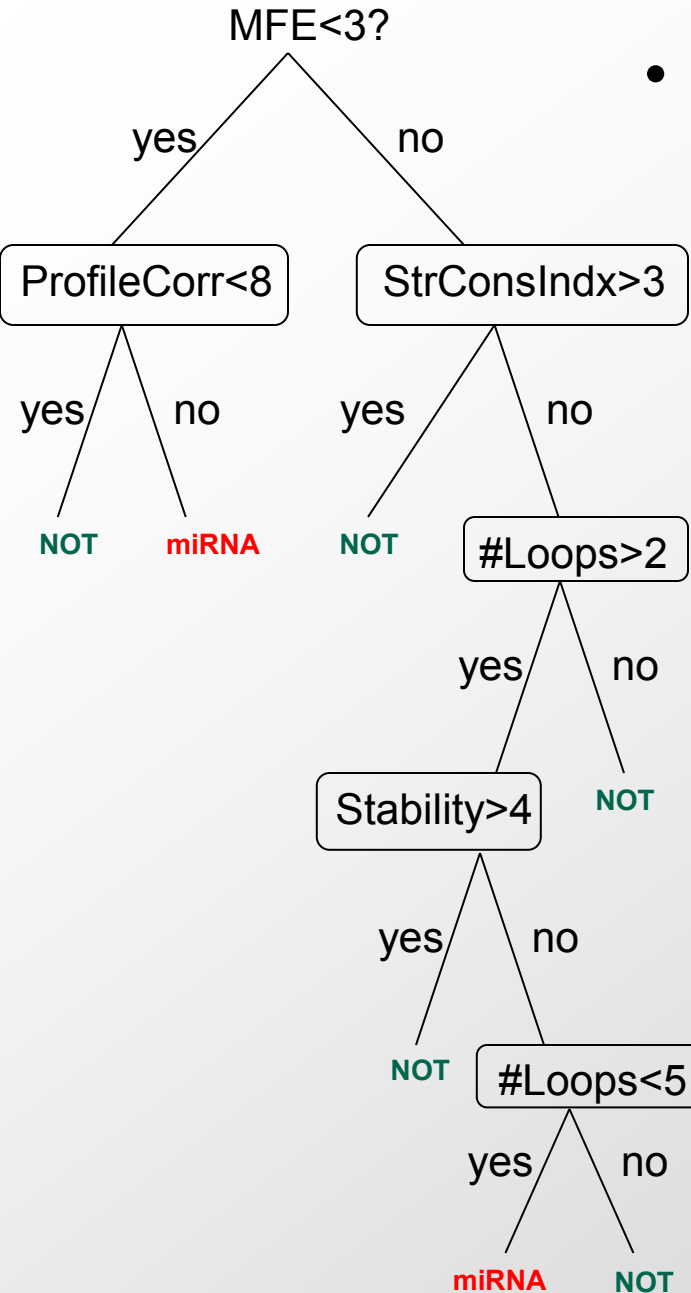 MFE<3?
•
yes no
ProfileCorr<8 StrConsIndx>3
yes no yes no
NOT miRNA NOT #Loops>2
yes no
Stability>4 NOT
yes no
NOT #Loops<5
yes no
miRNA NOT